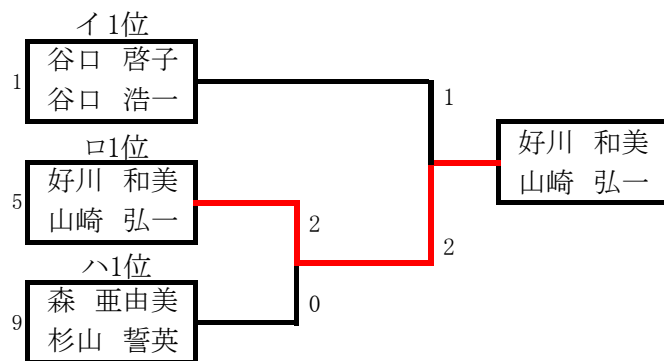 イ1位
1
谷口 啓子
谷口 浩一
1
好川 和美
山崎 弘一
ロ1位
5
好川 和美
山崎 弘一
2
2
ハ1位
9
森 亜由美
杉山 誓英
0